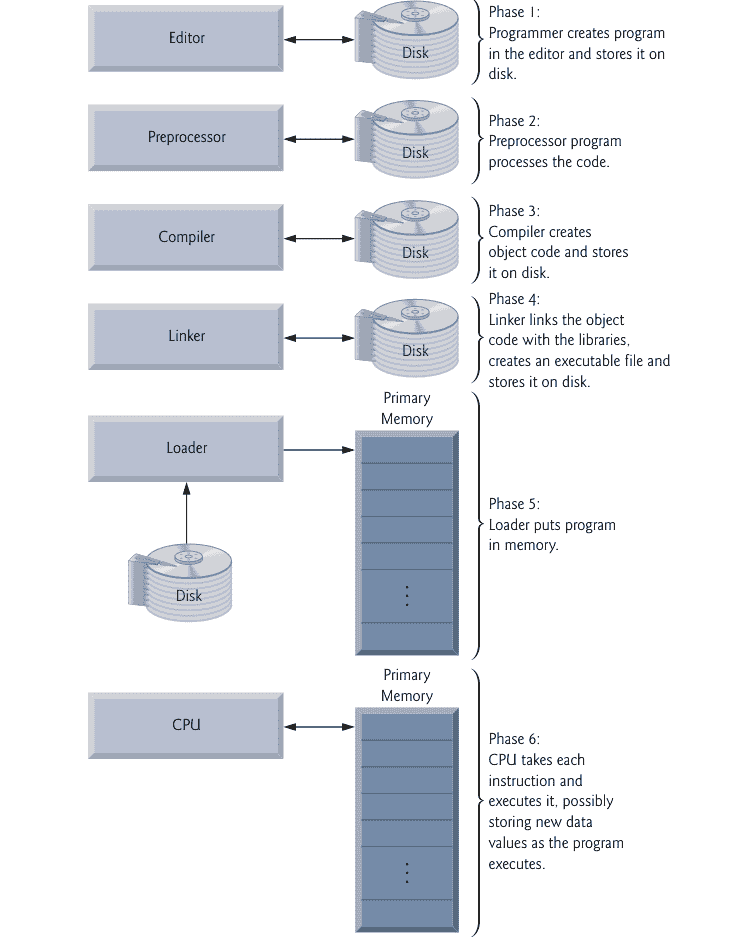 Editor
Disk
Phase 1:
Programmer creates program
in the editor and stores it on
disk.
Preprocessor
Disk
Phase 2:
Preprocessor program
processes the code.
Compiler
Disk
Phase 3:
Compiler creates
object code and stores
it on disk.
Linker
Disk
Phase 4:
Linker links the object
code with the libraries,
creates an executable file and
stores it on disk.
Primary
Memory
Loader
Disk
Phase 5:
Loader puts program
in memory.
Primary
Memory
CPU
Phase 6:
CPU takes each
instruction and
executes it, possibly
storing new data
values as the program
executes.